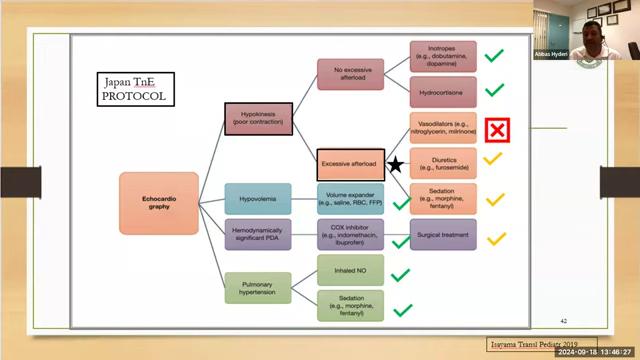 Japan TnE
PROTOCOL
Echocardio
graphy
Hypokinesis
(poor contraction)
No excessive
afterload
Inotropes
(e.g., dobutamine,
dopamine)
Hydrocortisone
Excessive afterload
Vasodilators (e.g.,
nitroglycerin, milrinone)
Diuretics
(e.g., furosemide)
Sedation
(e.g., morphine,
fentanyl)
Hypovolemia
Volume expander
(e.g., saline, RBC, FFP)
Hemodynamically
significant PDA
COX inhibitor
(e.g., indomethacin,
ibuprofen)
Surgical treatment
Pulmonary
hypertension
Inhaled NO
Sedation
(e.g., morphine,
fentanyl)
Abbas Hyderi
42
Isayama Transl Pediatr 2019
2024-09-18 13:46:27